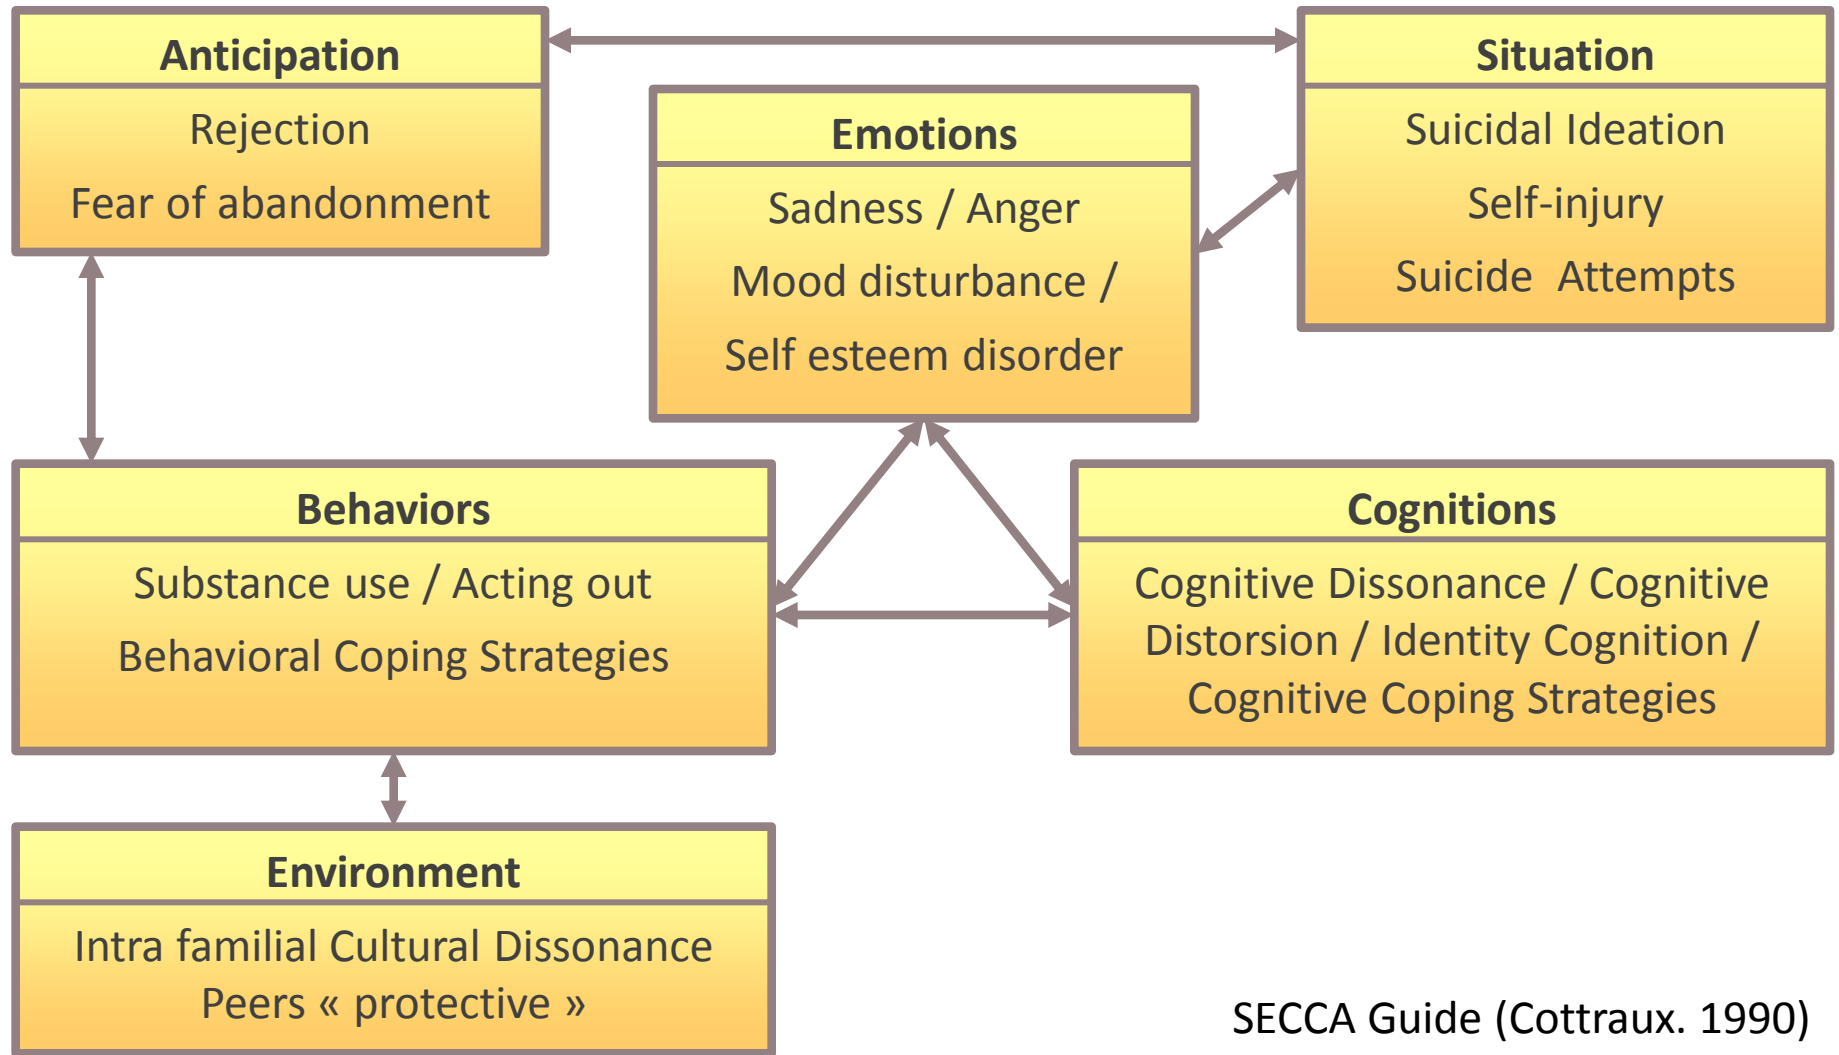 Anticipation
Rejection
Fear of abandonment
Situation
Suicidal Ideation
Self-injury
Suicide  Attempts
Emotions
Sadness / Anger
Mood disturbance /
Self esteem disorder
Behaviors
Substance use / Acting out
Behavioral Coping Strategies
Cognitions
Cognitive Dissonance / Cognitive
Distorsion / Identity Cognition /
Cognitive Coping Strategies
Environment
Intra familial Cultural Dissonance
Peers « protective »
SECCA Guide (Cottraux. 1990)